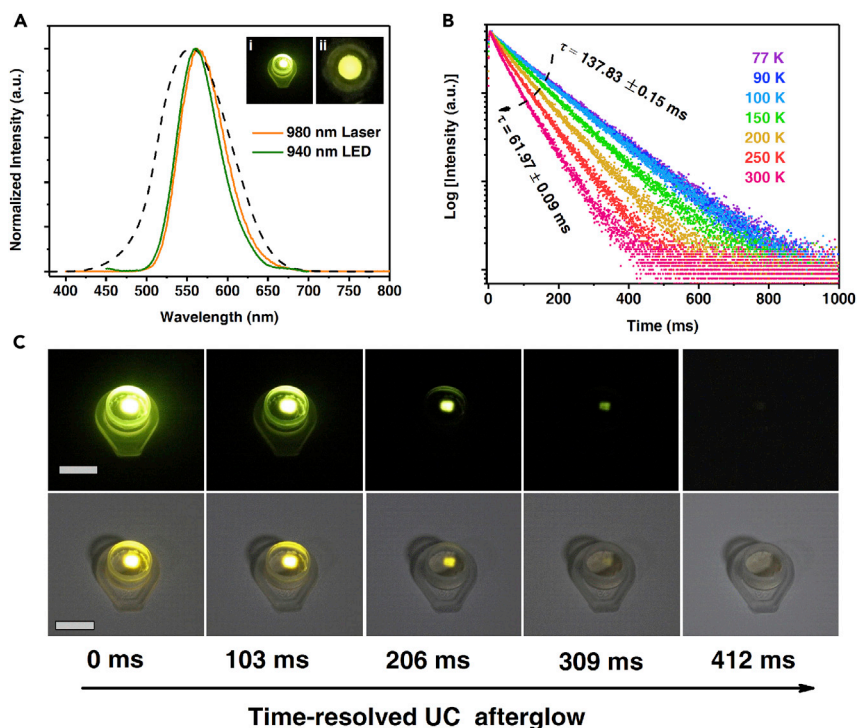 A
Normalized Intensity (a.u.)
i
ii
980 nm Laser
940 nm LED
400 450 500 550 600 650 700 750 800
Wavelength (nm)
B
Log [Intensity (a.u.)]
τ = 137.83 ±0.15 ms
τ = 61.97 ±0.09 ms
77 K
90 K
100 K
150 K
200 K
250 K
300 K
0 200 400 600 800 1000
Time (ms)
C
0 ms 103 ms 206 ms 309 ms 412 ms
Time-resolved UC afterglow